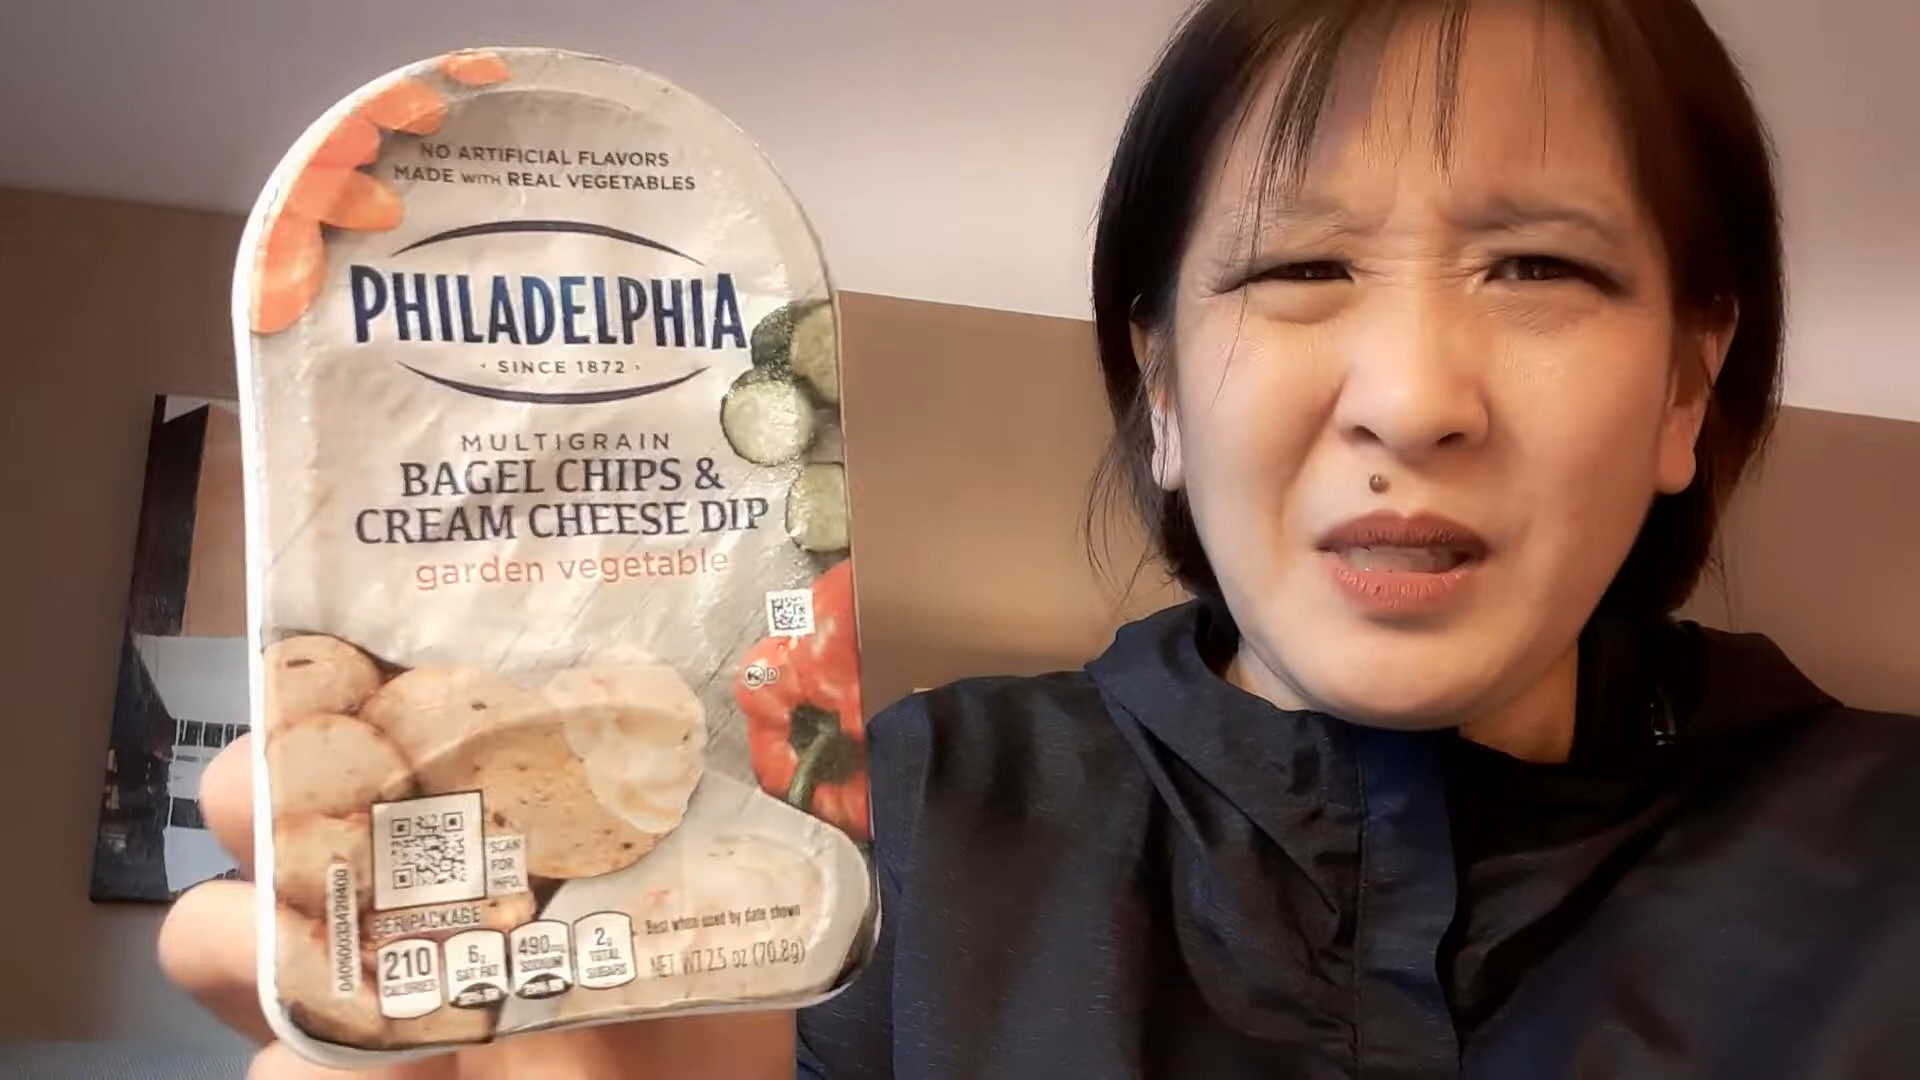 NO ARTIFICIAL FLAVORS
MADE WITH REAL VEGETABLES
PHILADELPHIA
· SINCE 1872 ·
MULTIGRAIN
BAGEL CHIPS &
CREAM CHEESE DIP
garden vegetable
SCAN
FOR
INFO.
PER PACKAGE
210
CALORIES
6g
SAT FAT
490mg
SODIUM
2g
TOTAL
SUGARS
Best when used by date shown
NET WT 2.5 oz (70.8g)